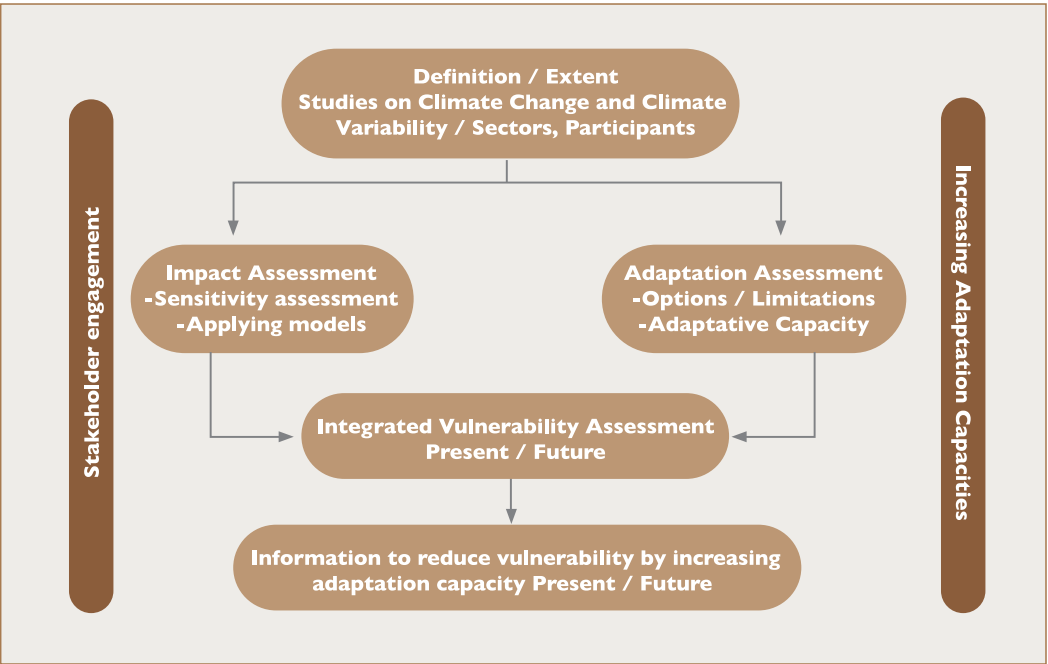 Definition / Extent
Studies on Climate Change and Climate
Variability / Sectors, Participants
Stakeholder engagement
Increasing Adaptation Capacities
Impact Assessment
-Sensitivity assessment
-Applying models
Adaptation Assessment
-Options / Limitations
-Adaptative Capacity
Integrated Vulnerability Assessment
Present / Future
Information to reduce vulnerability by increasing
adaptation capacity Present / Future